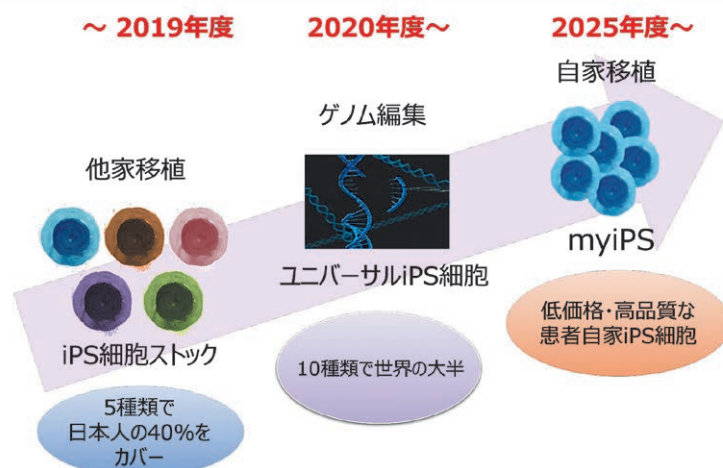 ～ 2019年度
2020年度～
2025年度～
他家移植
ゲノム編集
自家移植
iPS細胞ストック
ユニバーサルiPS細胞
myiPS
5種類で
日本人の40%を
カバー
10種類で世界の大半
低価格・高品質な
患者自家iPS細胞